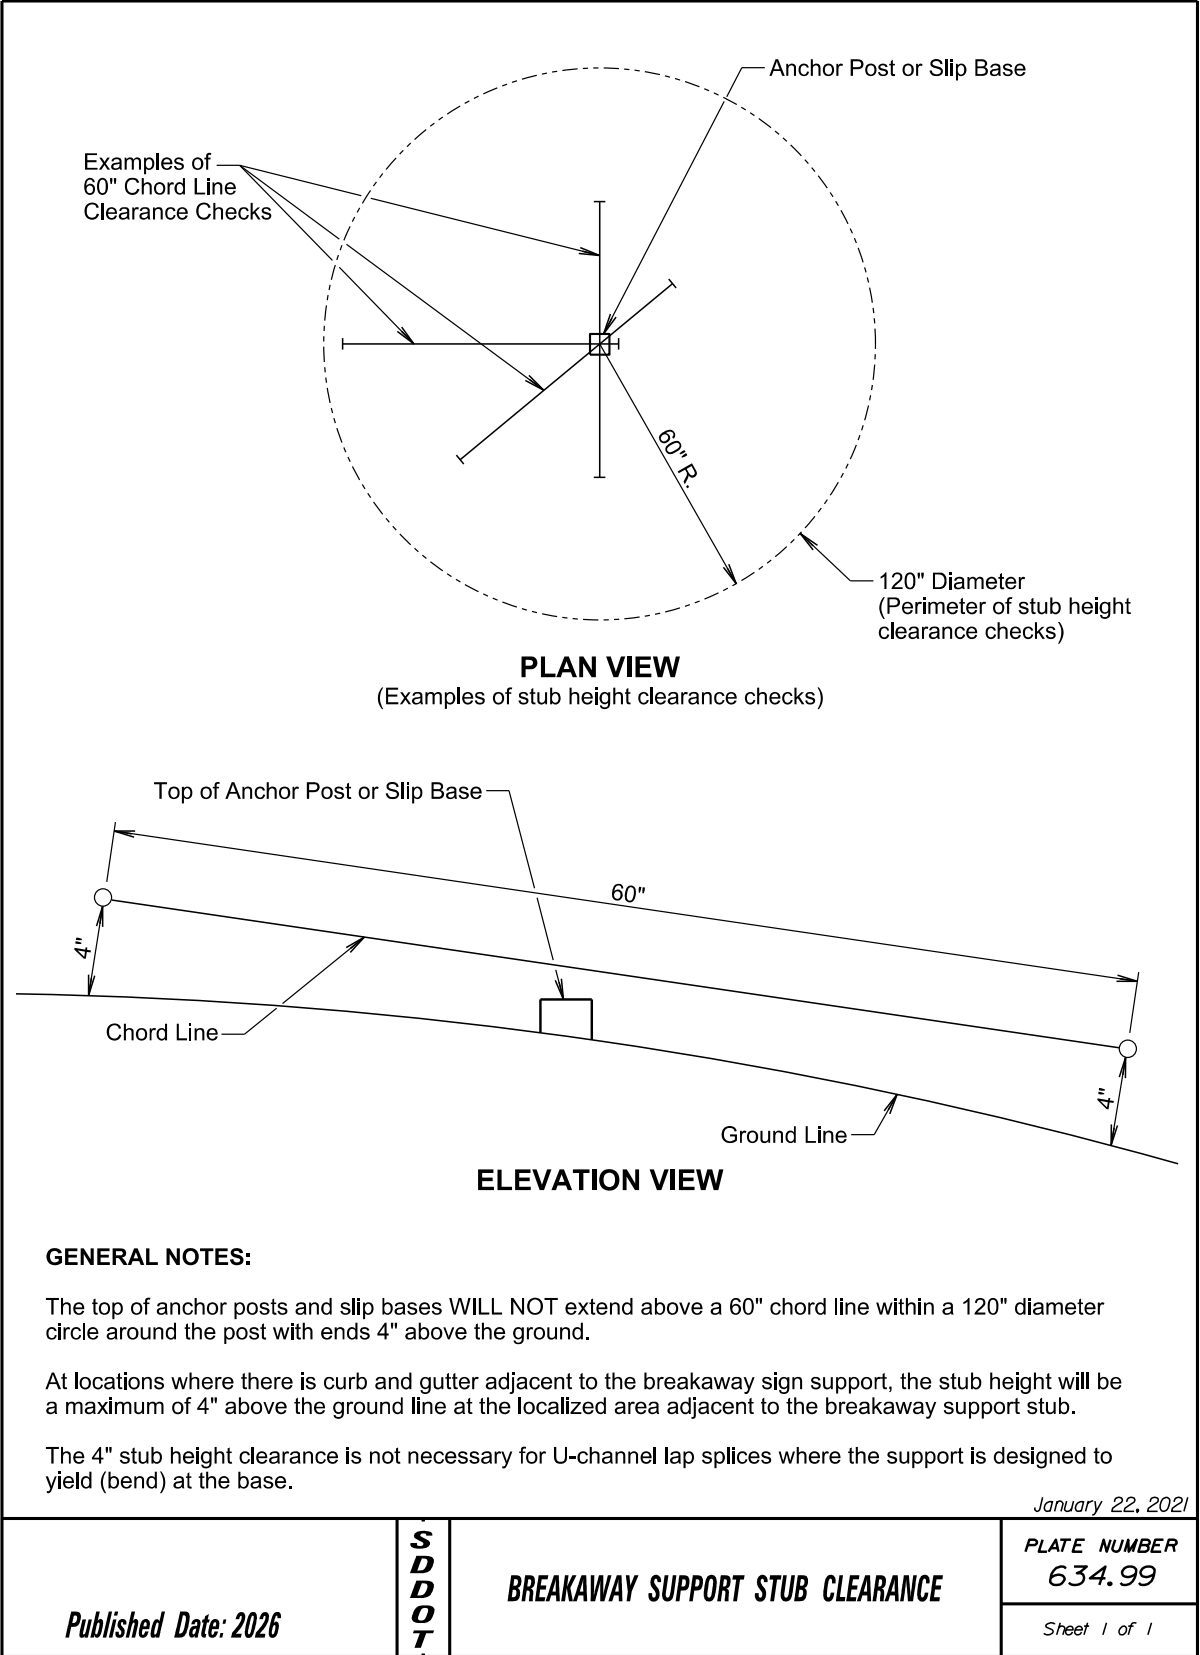 Anchor Post or Slip Base
Examples of
60" Chord Line
Clearance Checks
60" R.
120" Diameter
(Perimeter of stub height
clearance checks)
PLAN VIEW
(Examples of stub height clearance checks)
Top of Anchor Post or Slip Base
60"
4"
Chord Line
4"
Ground Line
ELEVATION VIEW
GENERAL NOTES:
The top of anchor posts and slip bases WILL NOT extend above a 60" chord line within a 120" diameter
circle around the post with ends 4" above the ground.
At locations where there is curb and gutter adjacent to the breakaway sign support, the stub height will be
a maximum of 4" above the ground line at the localized area adjacent to the breakaway support stub.
The 4" stub height clearance is not necessary for U-channel lap splices where the support is designed to
yield (bend) at the base.
January 22, 2021
Published Date: 2026
SDDOT
BREAKAWAY SUPPORT STUB CLEARANCE
PLATE NUMBER
634.99
Sheet 1 of 1